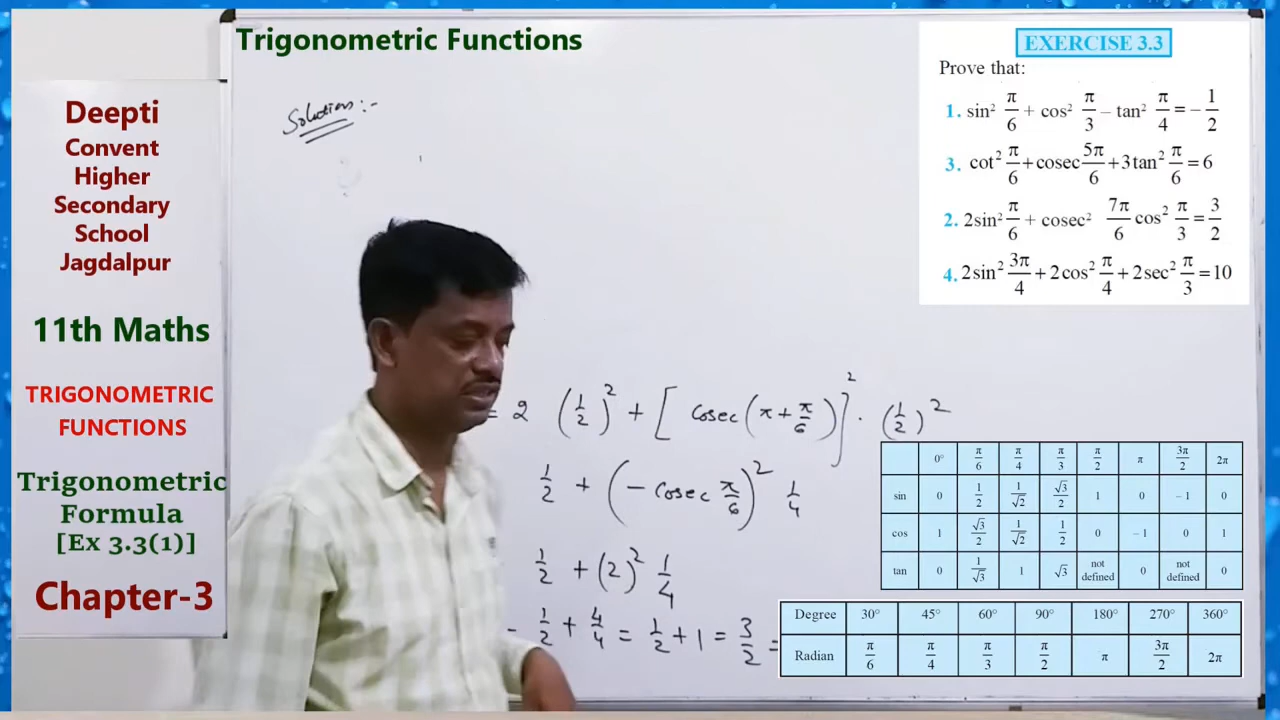 Trigonometric Functions
Deepti
Convent
Higher
Secondary
School
Jagdalpur
11th Maths
TRIGONOMETRIC
FUNCTIONS
Trigonometric
Formula
[Ex 3.3(1)]
Chapter-3
EXERCISE 3.3
Prove that:
1. sin² π/6 + cos² π/3 – tan² π/4 = – 1/2
3. cot² π/6 + cosec 5π/6 + 3 tan² π/6 = 6
2. 2sin² π/6 + cosec² 7π/6 cos² π/3 = 3/2
4. 2 sin² 3π/4 + 2 cos² π/4 + 2 sec² π/3 = 10
Solution :-
= 2 (1/2)² + [cosec(π + π/6)]² · (1/2)²
1/2 + (– cosec π/6)² 1/4
1/2 + (2)² 1/4
1/2 + 4/4 = 1/2 + 1 = 3/2 =
0° π/6 π/4 π/3 π/2 π 3π/2 2π
sin 0 1/2 1/√2 √3/2 1 0 – 1 0
cos 1 √3/2 1/√2 1/2 0 – 1 0 1
tan 0 1/√3 1 √3 not defined 0 not defined 0
Degree 30° 45° 60° 90° 180° 270° 360°
Radian π/6 π/4 π/3 π/2 π 3π/2 2π